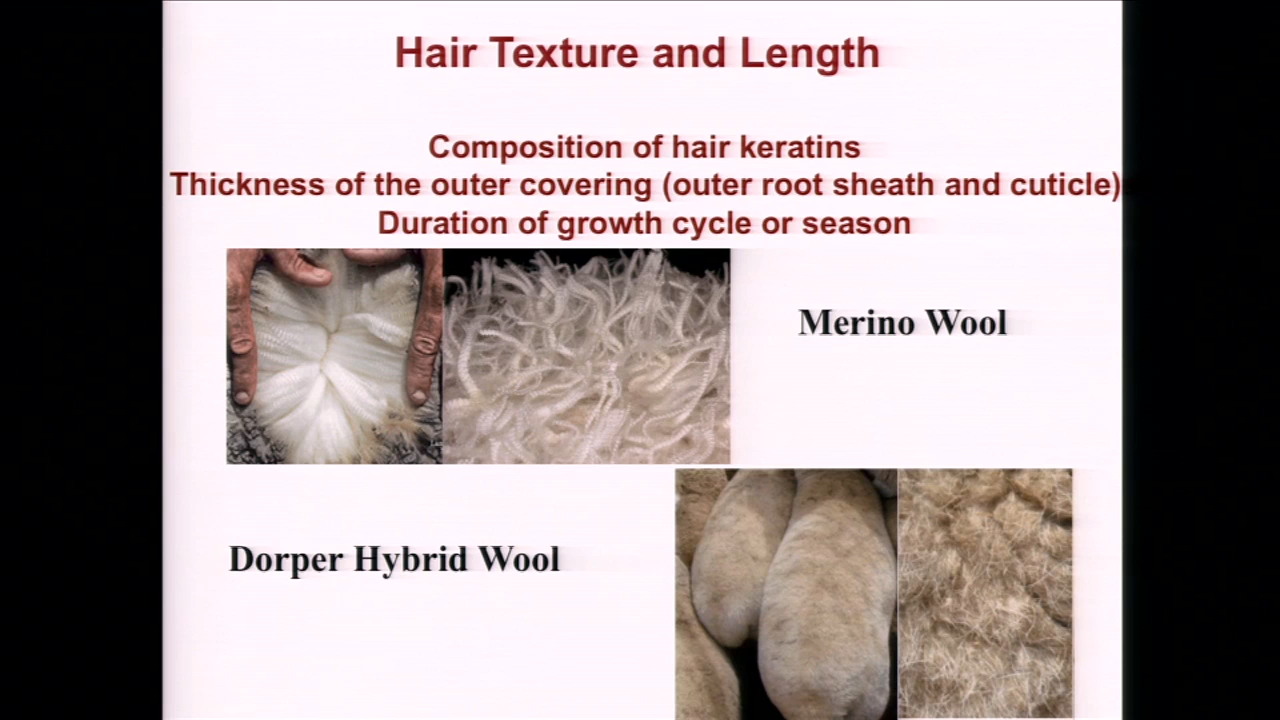 Hair Texture and Length
Composition of hair keratins
Thickness of the outer covering (outer root sheath and cuticle)
Duration of growth cycle or season
Merino Wool
Dorper Hybrid Wool